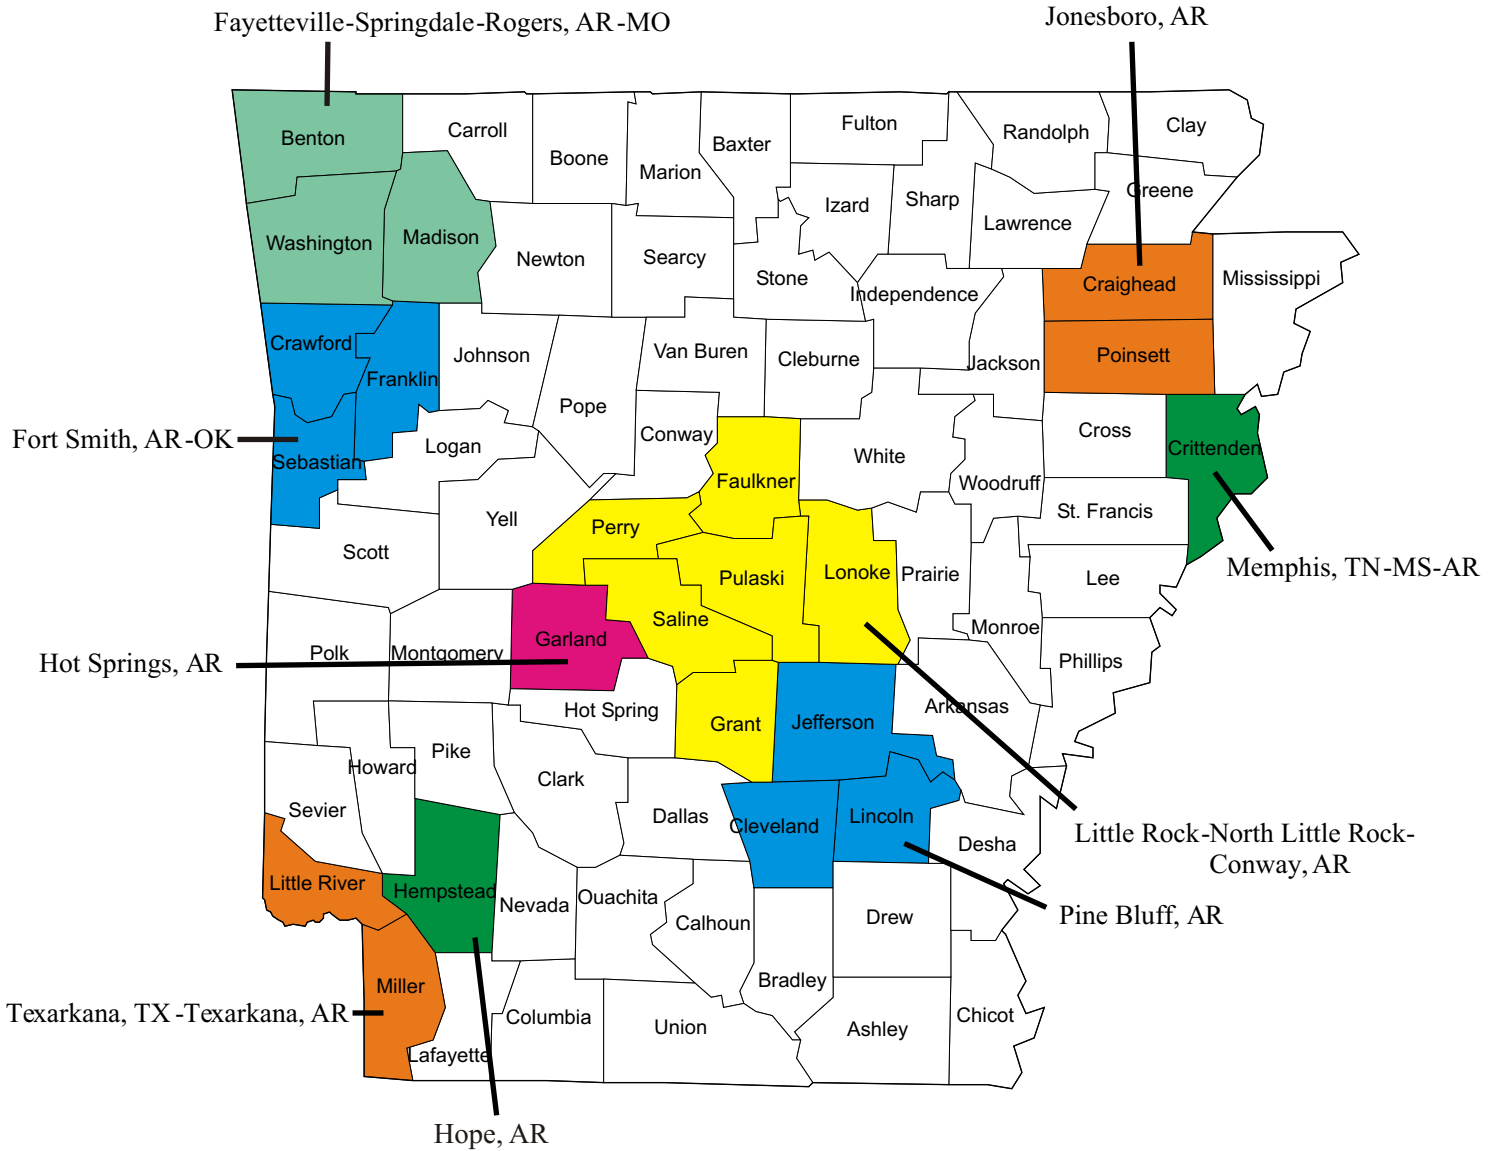 Fayetteville-Springdale-Rogers, AR-MO
Jonesboro, AR
Benton
Carroll
Boone
Marion
Baxter
Fulton
Randolph
Clay
Greene
Washington
Madison
Newton
Searcy
Stone
Izard
Sharp
Lawrence
Independence
Craighead
Mississippi
Crawford
Franklin
Johnson
Pope
Van Buren
Cleburne
Jackson
Poinsett
Fort Smith, AR-OK
Sebastian
Logan
Conway
Faulkner
White
Woodruff
Cross
Crittenden
Scott
Yell
Perry
Pulaski
Lonoke
Prairie
St. Francis
Lee
Memphis, TN-MS-AR
Hot Springs, AR
Polk
Montgomery
Garland
Saline
Monroe
Phillips
Hot Spring
Grant
Jefferson
Arkansas
Howard
Pike
Clark
Sevier
Dallas
Cleveland
Lincoln
Desha
Little Rock-North Little Rock-
Conway, AR
Little River
Hempstead
Nevada
Ouachita
Calhoun
Drew
Pine Bluff, AR
Texarkana, TX-Texarkana, AR
Miller
Lafayette
Columbia
Union
Bradley
Ashley
Chicot
Hope, AR